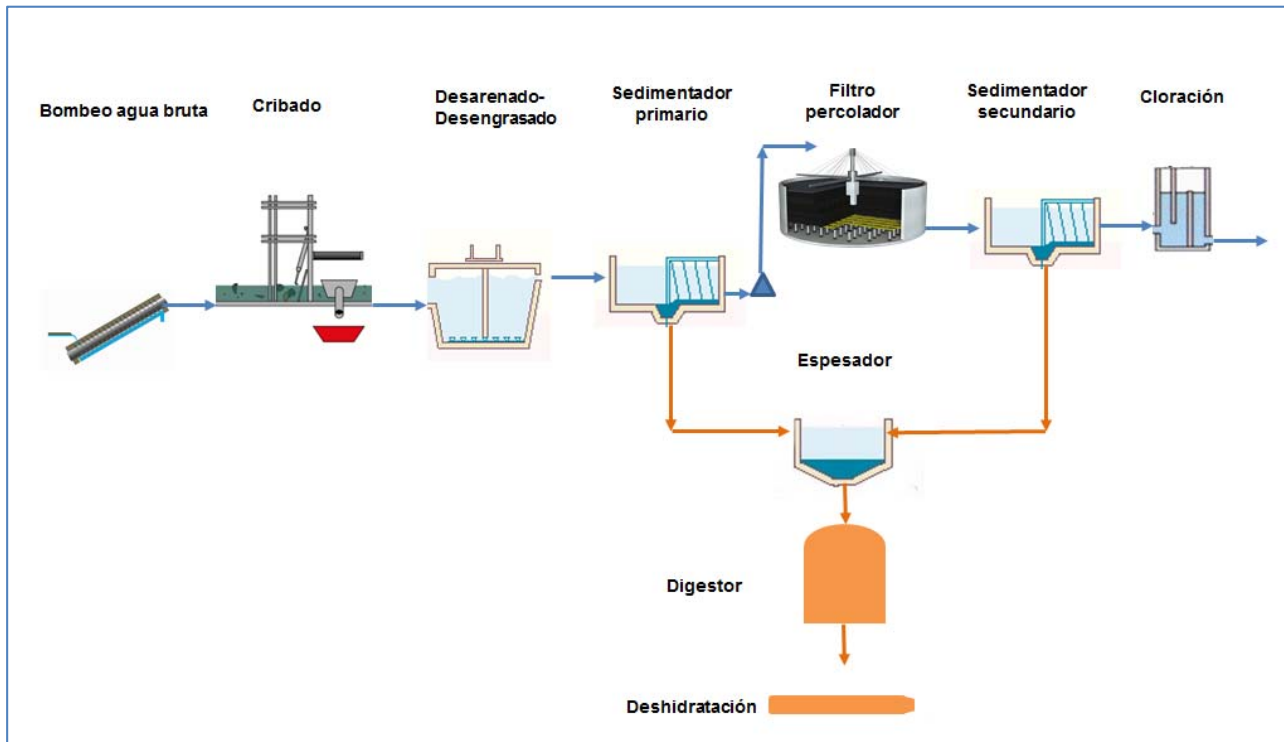 Bombeo agua bruta
Cribado
Desarenado-
Desengrasado
Sedimentador
primario
Filtro
percolador
Sedimentador
secundario
Cloración
Espesador
Digestor
Deshidratación